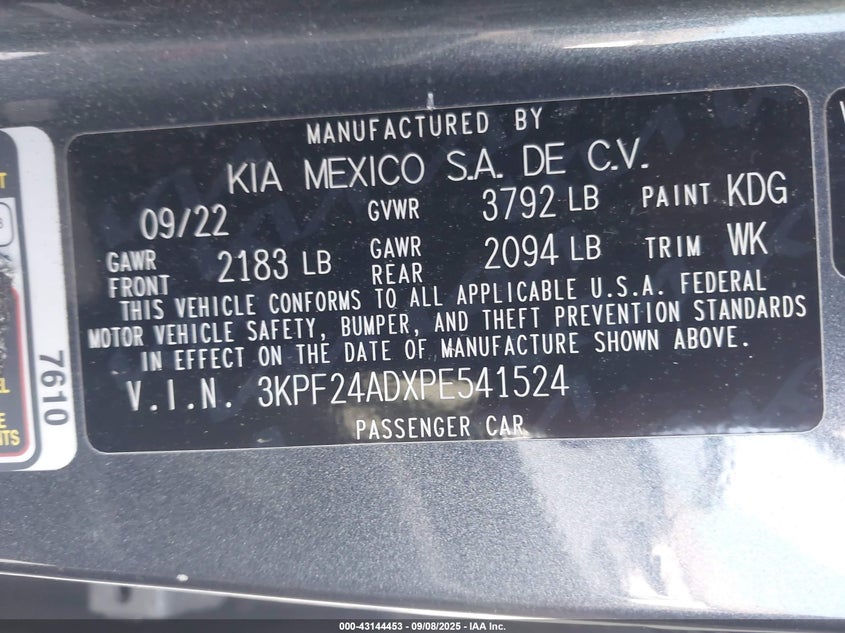 MANUFACTURED BY
KIA MEXICO S.A. DE C.V.
09/22 GVWR 3792 LB PAINT KDG
GAWR FRONT 2183 LB GAWR REAR 2094 LB TRIM WK
THIS VEHICLE CONFORMS TO ALL APPLICABLE U.S.A. FEDERAL
MOTOR VEHICLE SAFETY, BUMPER, AND THEFT PREVENTION STANDARDS
IN EFFECT ON THE DATE OF MANUFACTURE SHOWN ABOVE.
V.I.N. 3KPF24ADXPE541524
PASSENGER CAR
7610
000-43144453 - 09/08/2025 - IAA Inc.